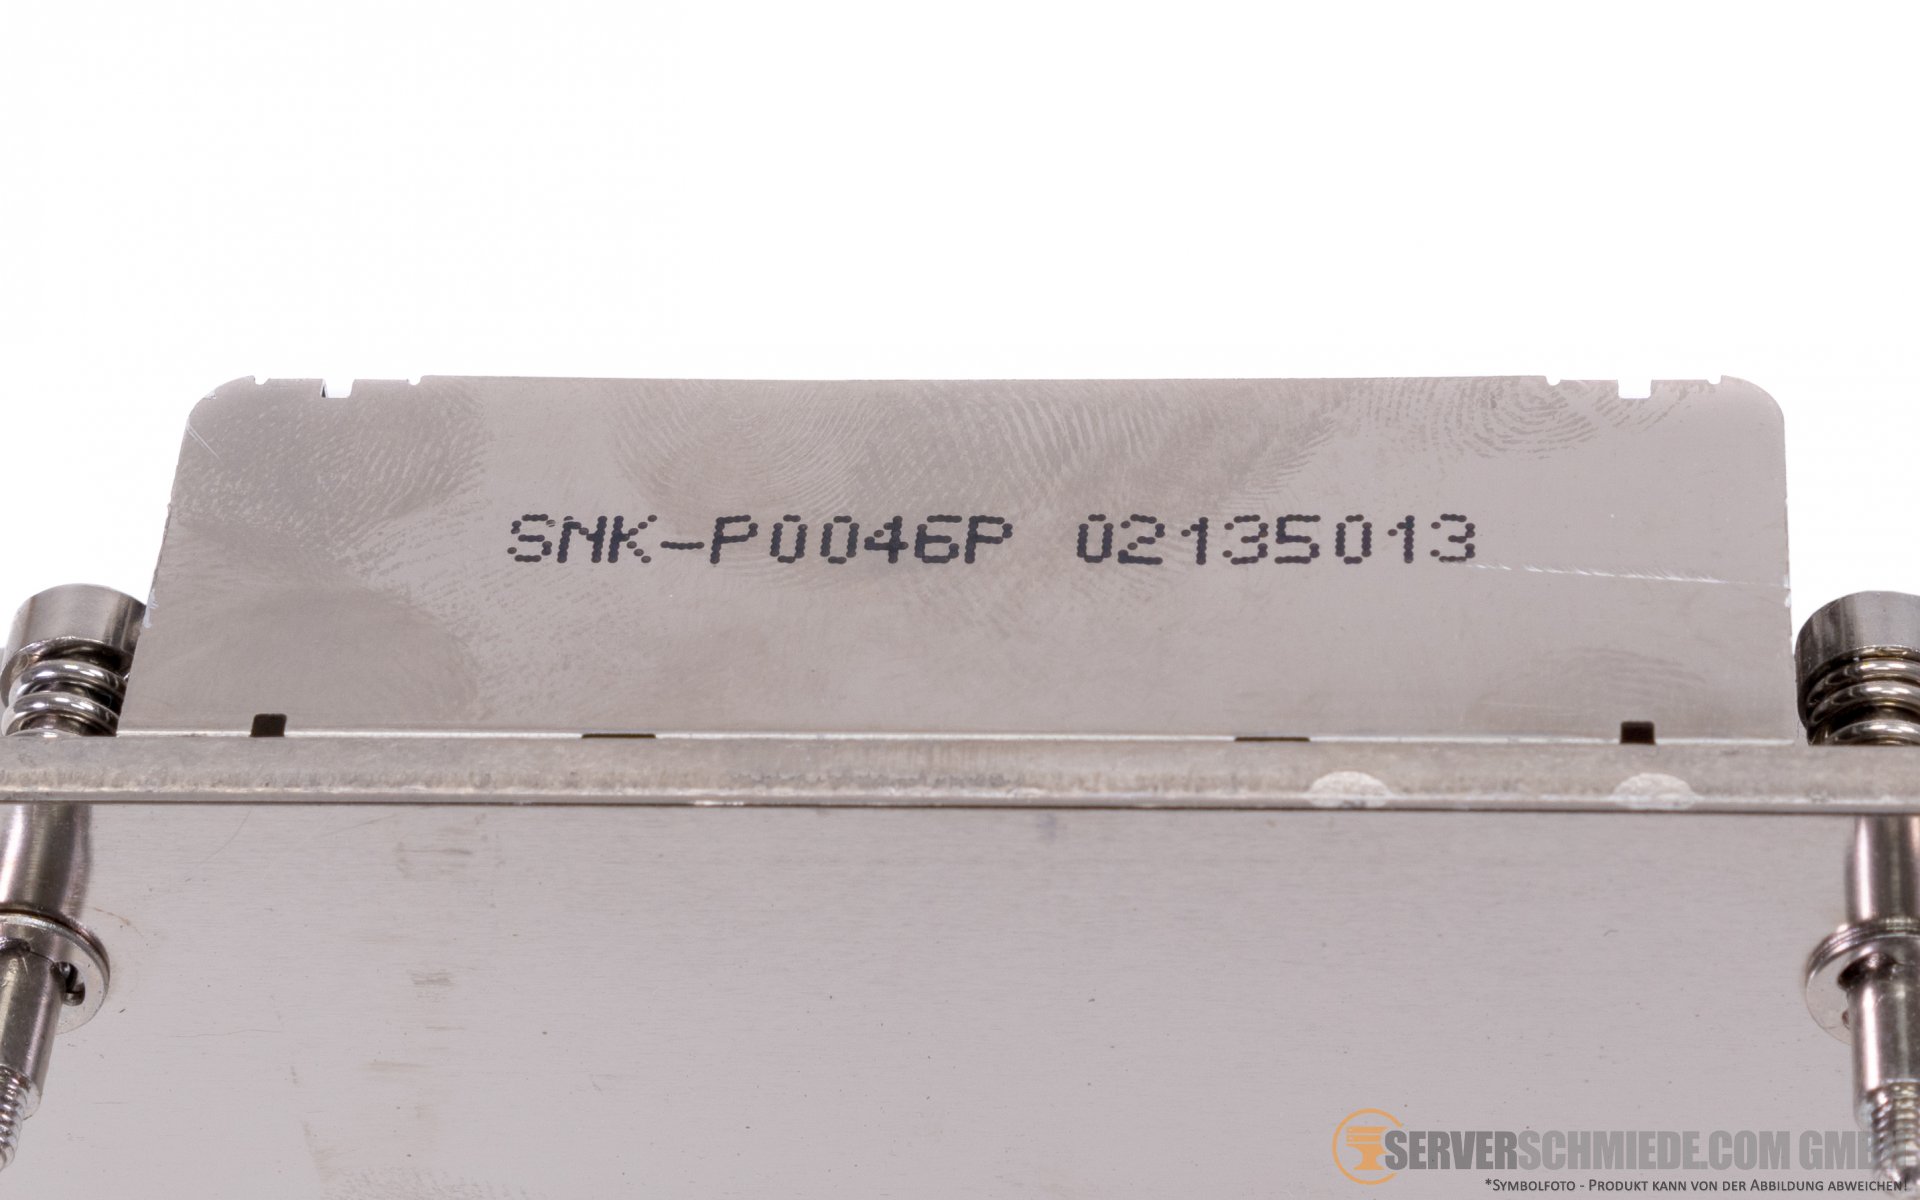 SNK-P0046P 02135013
SERVERSCHMIEDE.COM GMB
*Symbolfoto - Produkt kann von der Abbildung abweichen!